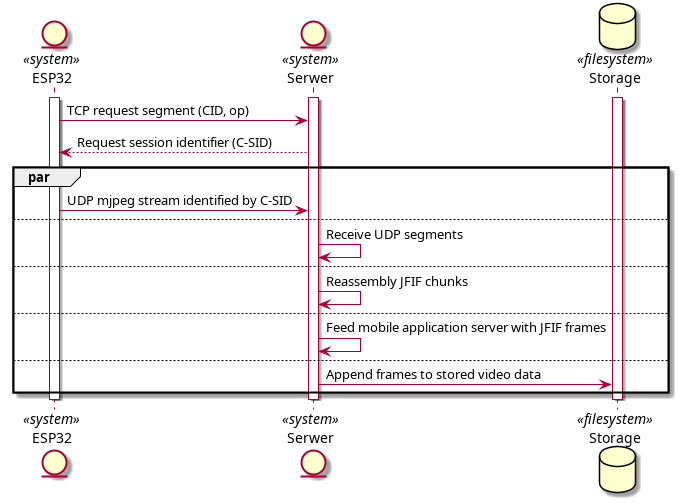 «system»
ESP32
«system»
Serwer
«filesystem»
Storage
TCP request segment (CID, op)
Request session identifier (C-SID)
par
UDP mjpeg stream identified by C-SID
Receive UDP segments
Reassembly JFIF chunks
Feed mobile application server with JFIF frames
Append frames to stored video data
«system»
ESP32
«system»
Serwer
«filesystem»
Storage